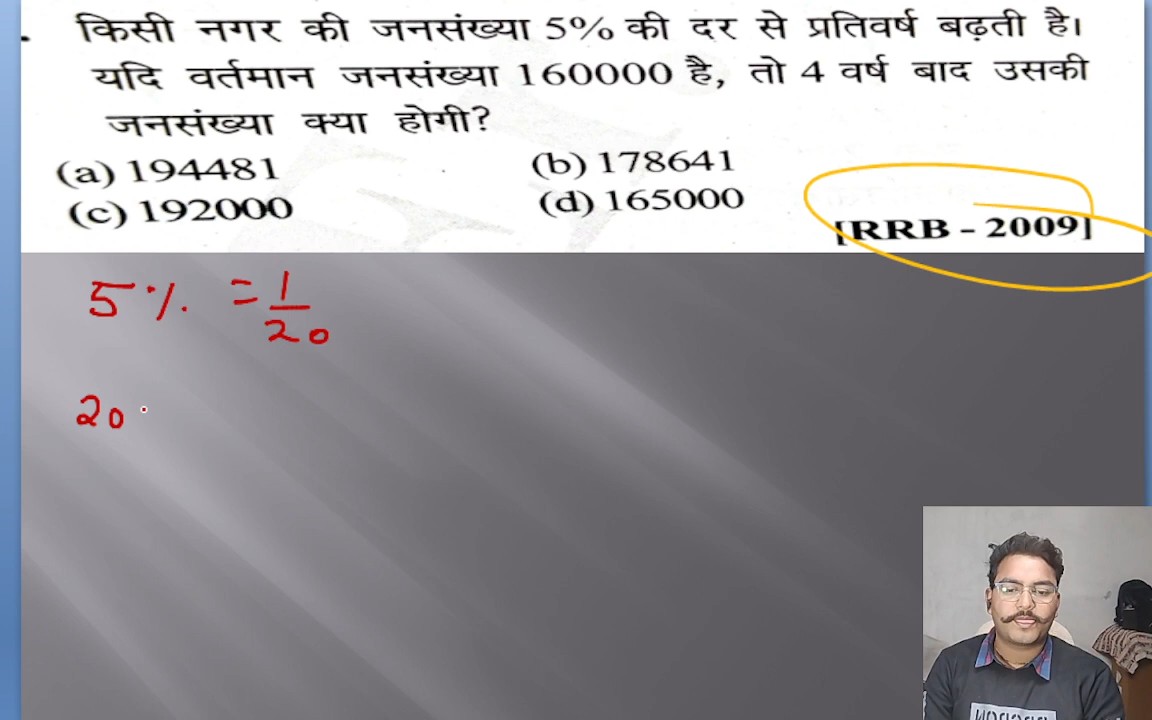 किसी नगर की जनसंख्या 5% की दर से प्रतिवर्ष बढ़ती है।
यदि वर्तमान जनसंख्या 160000 है, तो 4 वर्ष बाद उसकी
जनसंख्या क्या होगी?
(a) 194481 (b) 178641
(c) 192000 (d) 165000
[RRB - 2009]
5% = 1/20
20